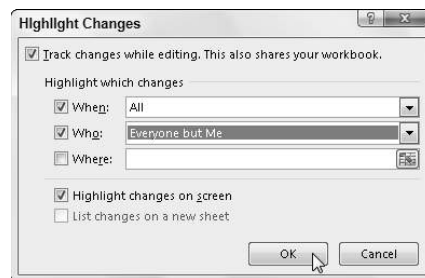 Highlight Changes
Track changes while editing. This also shares your workbook.
Highlight which changes
When: All
Who: Everyone but Me
Where:
Highlight changes on screen
List changes on a new sheet
OK Cancel